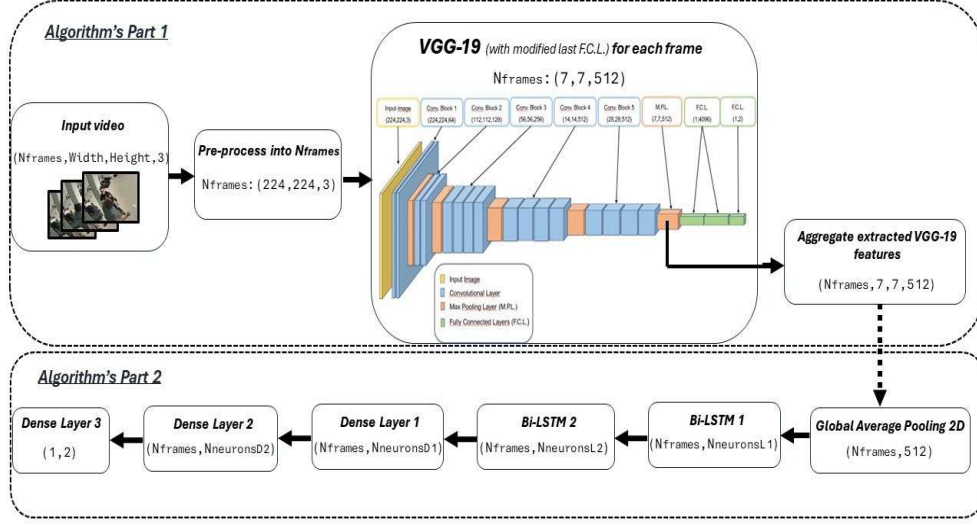 Algorithm's Part 1
Input video
(Nframes,Width,Height,3)
Pre-process into Nframes
Nframes:(224,224,3)
VGG-19 (with modified last F.C.L.) for each frame
Nframes:(7,7,512)
Input image
(224,224,3)
Conv. Block 1
(224,224,64)
Conv. Block 2
(112,112,128)
Conv. Block 3
(56,56,256)
Conv. Block 4
(14,14,512)
Conv. Block 5
(28,28,512)
M.P.L.
(7,7,512)
F.C.L.
(1,4096)
F.C.L.
(1,2)
Input Image
Convolutional Layer
Max Pooling Layer (M.P.L.)
Fully Connected Layers (F.C.L.)
Aggregate extracted VGG-19
features
(Nframes,7,7,512)
Algorithm's Part 2
Dense Layer 3
(1,2)
Dense Layer 2
(Nframes,NneuronsD2)
Dense Layer 1
(Nframes,NneuronsD1)
Bi-LSTM 2
(Nframes,NneuronsL2)
Bi-LSTM 1
(Nframes,NneuronsL1)
Global Average Pooling 2D
(Nframes,512)